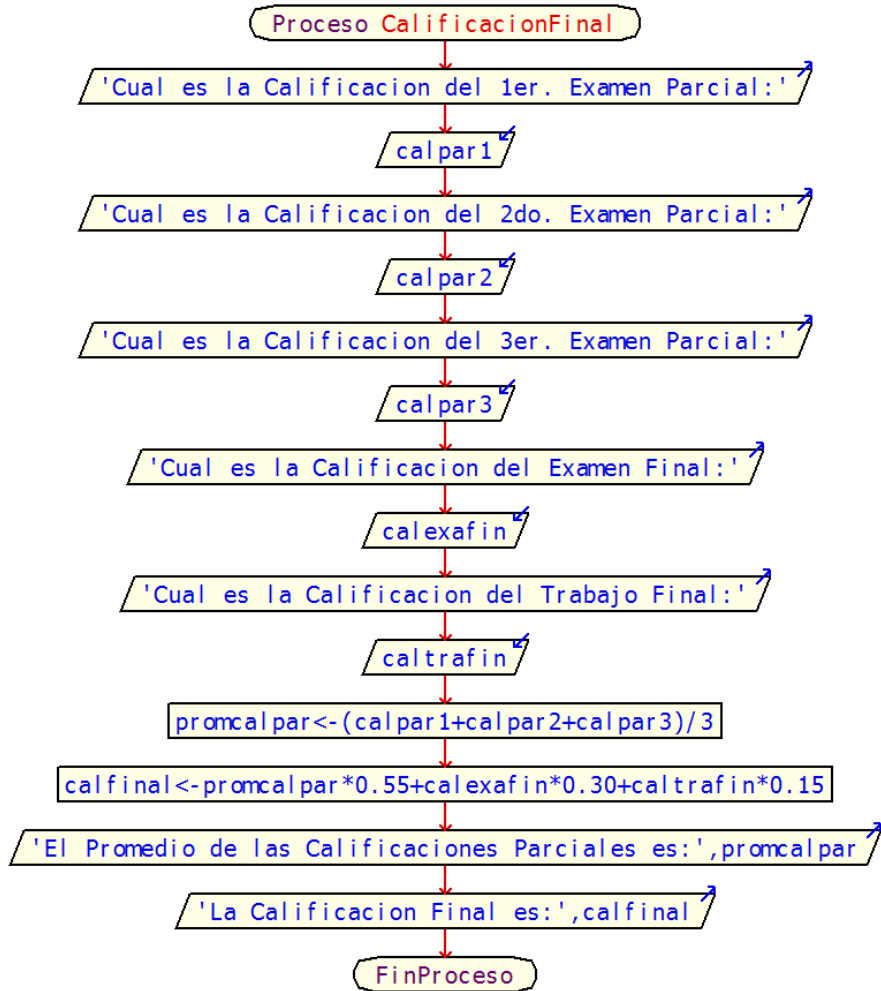 Proceso CalificacionFinal
'Cual es la Calificacion del 1er. Examen Parcial:'
calpar1
'Cual es la Calificacion del 2do. Examen Parcial:'
calpar2
'Cual es la Calificacion del 3er. Examen Parcial:'
calpar3
'Cual es la Calificacion del Examen Final:'
calexafin
'Cual es la Calificacion del Trabajo Final:'
caltrafin
promcalpar<-(calpar1+calpar2+calpar3)/3
calfinal<-promcalpar*0.55+calexafin*0.30+caltrafin*0.15
'El Promedio de las Calificaciones Parciales es:',promcalpar
'La Calificacion Final es:',calfinal
FinProceso